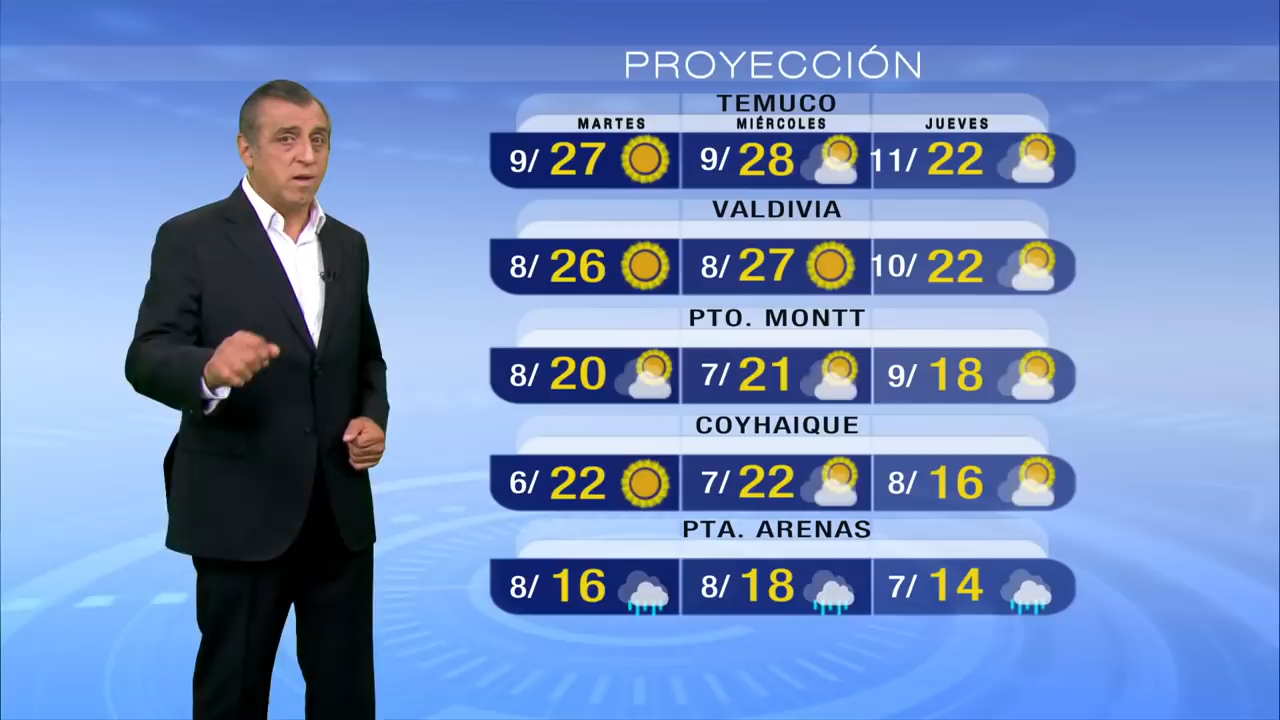 PROYECCIÓN
TEMUCO
MARTES MIÉRCOLES JUEVES
9/ 27 9/ 28 11/ 22
VALDIVIA
8/ 26 8/ 27 10/ 22
PTO. MONTT
8/ 20 7/ 21 9/ 18
COYHAIQUE
6/ 22 7/ 22 8/ 16
PTA. ARENAS
8/ 16 8/ 18 7/ 14